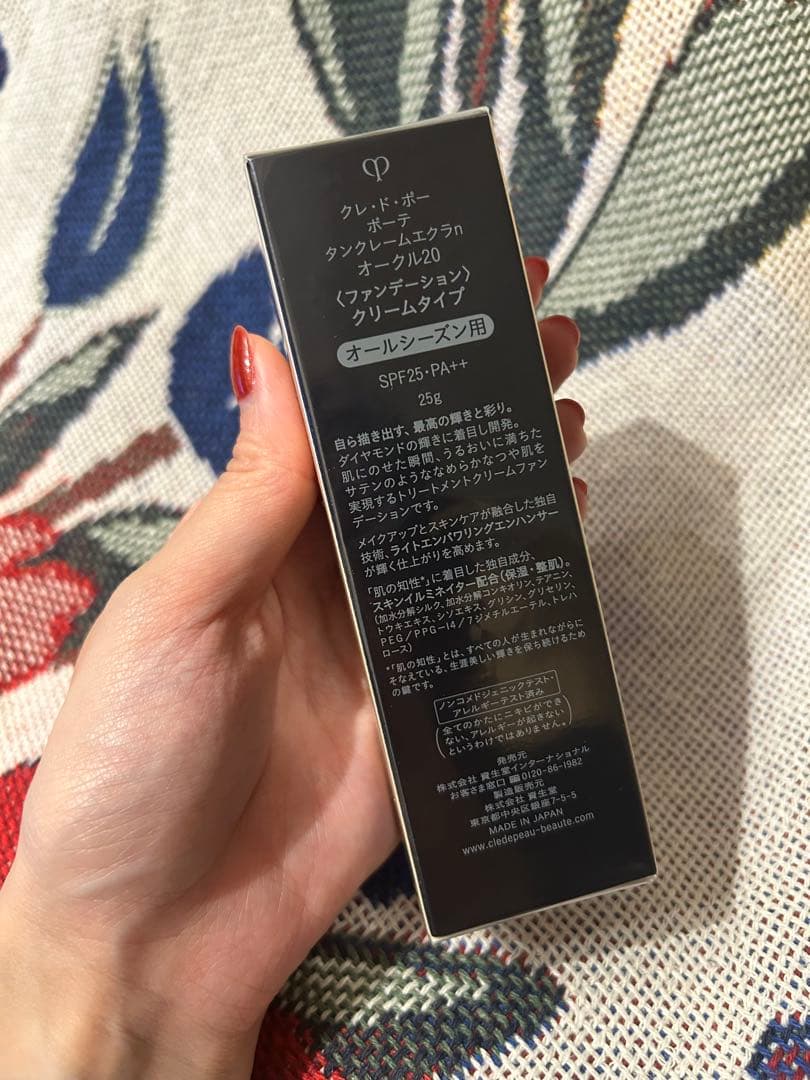 クレ・ド・ポー
ボーテ
タンクレームエクラn
オークル20
〈ファンデーション〉
クリームタイプ
オールシーズン用
SPF25・PA++
25g
自ら描き出す、最高の輝きと彩り。
ダイヤモンドの輝きに着目し開発。
肌にのせた瞬間、うるおいに満ちた
サテンのようななめらかなつや肌を
実現するトリートメントクリームファン
デーションです。
メイクアップとスキンケアが融合した独自
技術、ライトエンパワリングエンハンサー
が輝く仕上がりを高めます。
「肌の知性*」に着目した独自成分、
スキンイルミネイター配合(保湿・整肌)。
(加水分解シルク、加水分解コンキオリン、テアニン、
トウキエキス、シソエキス、グリシン、グリセリン、
PEG/PPG-14/7ジメチルエーテル、トレハ
ロース)
*「肌の知性」とは、すべての人が生まれながらに
そなえている、生涯美しい輝きを保ち続けるため
の鍵です。
ノンコメドジェニックテスト・
アレルギーテスト済み
(全てのかたにニキビができ
ない、アレルギーが起きない
というわけではありません。)
発売元
株式会社 資生堂インターナショナル
お客さま窓口 0120-86-1982
製造販売元
株式会社 資生堂
東京都中央区銀座7-5-5
MADE IN JAPAN
www.cledepeau-beaute.com